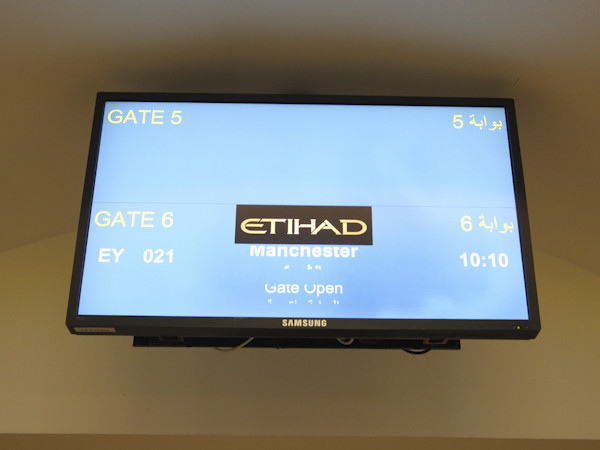 GATE 5 بوابة 5
GATE 6 ETIHAD بوابة 6
Manchester
EY 021 10:10
Gate Open
SAMSUNG